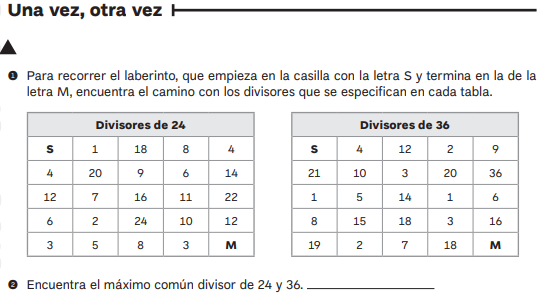 Una vez, otra vez
❶ Para recorrer el laberinto, que empieza en la casilla con la letra S y termina en la de la
letra M, encuentra el camino con los divisores que se especifican en cada tabla.
Divisores de 24
S 1 18 8 4
4 20 9 6 14
12 7 16 11 22
6 2 24 10 12
3 5 8 3 M
Divisores de 36
S 4 12 2 9
21 10 3 20 36
1 5 14 1 6
8 15 18 3 16
19 2 7 18 M
❷ Encuentra el máximo común divisor de 24 y 36.